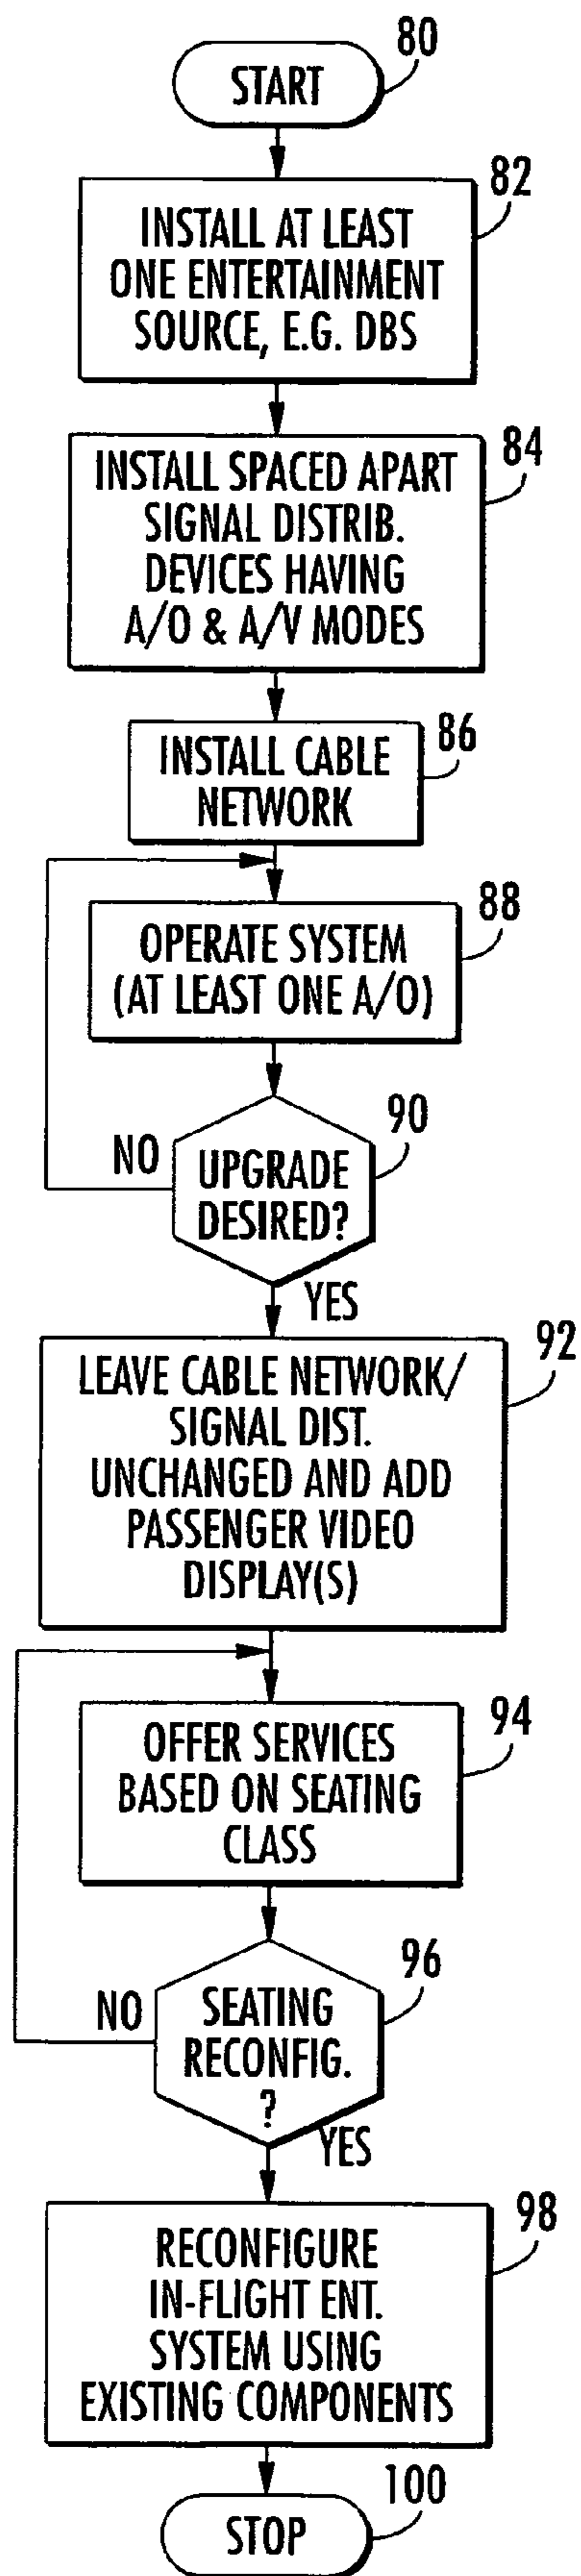 80
START
82
INSTALL AT LEAST
ONE ENTERTAINMENT
SOURCE, E.G. DBS
84
INSTALL SPACED APART
SIGNAL DISTRIB.
DEVICES HAVING
A/O & A/V MODES
86
INSTALL CABLE
NETWORK
88
OPERATE SYSTEM
(AT LEAST ONE A/O)
90
NO
UPGRADE
DESIRED?
YES
92
LEAVE CABLE NETWORK/
SIGNAL DIST.
UNCHANGED AND ADD
PASSENGER VIDEO
DISPLAY(S)
94
OFFER SERVICES
BASED ON SEATING
CLASS
96
NO
SEATING
RECONFIG.
?
YES
98
RECONFIGURE
IN-FLIGHT ENT.
SYSTEM USING
EXISTING COMPONENTS
100
STOP